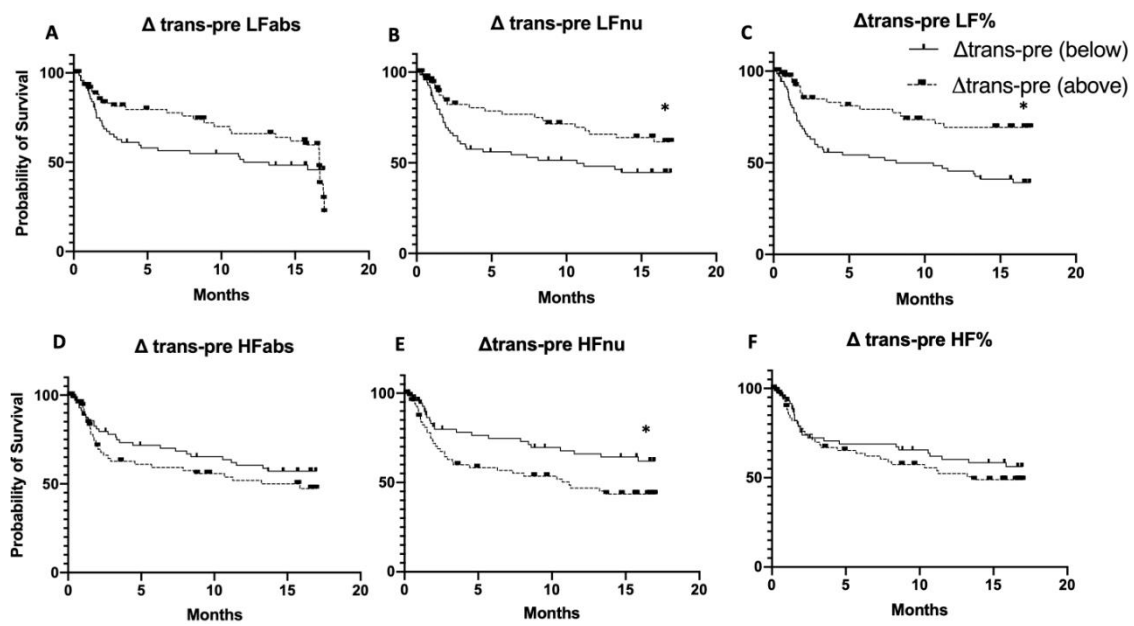 A
Δ trans-pre LFabs
Probability of Survival
100
50
0
0 5 10 15 20
Months
B
Δ trans-pre LFnu
100
50
0
0 5 10 15 20
*
Months
C
Δtrans-pre LF%
Δtrans-pre (below)
Δtrans-pre (above)
100
50
0
0 5 10 15 20
*
Months
D
Δ trans-pre HFabs
Probability of Survival
100
50
0
0 5 10 15 20
Months
E
Δtrans-pre HFnu
100
50
0
0 5 10 15 20
*
Months
F
Δ trans-pre HF%
100
50
0
0 5 10 15 20
Months